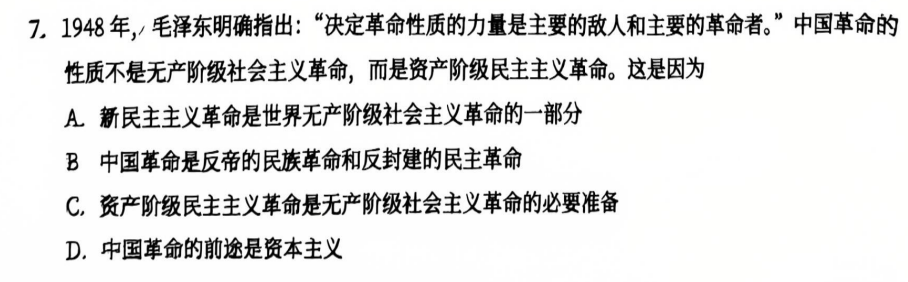 7. 1948 年, 毛泽东明确指出：“决定革命性质的力量是主要的敌人和主要的革命者。”中国革命的
性质不是无产阶级社会主义革命，而是资产阶级民主主义革命。这是因为
A. 新民主主义革命是世界无产阶级社会主义革命的一部分
B 中国革命是反帝的民族革命和反封建的民主革命
C. 资产阶级民主主义革命是无产阶级社会主义革命的必要准备
D. 中国革命的前途是资本主义